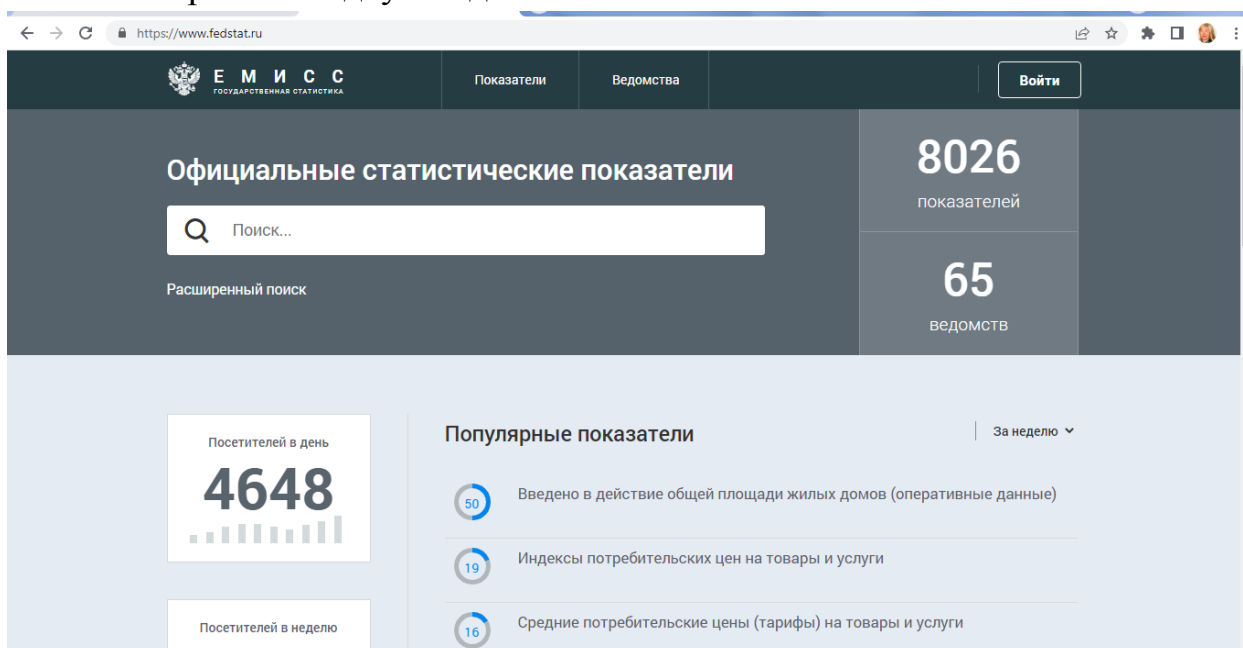 https://www.fedstat.ru
ЕМИСС
ГОСУДАРСТВЕННАЯ СТАТИСТИКА
Показатели
Ведомства
Войти
Официальные статистические показатели
Поиск...
Расширенный поиск
8026
показателей
65
ведомств
Посетителей в день
4648
Посетителей в неделю
Популярные показатели
За неделю
50
Введено в действие общей площади жилых домов (оперативные данные)
19
Индексы потребительских цен на товары и услуги
16
Средние потребительские цены (тарифы) на товары и услуги